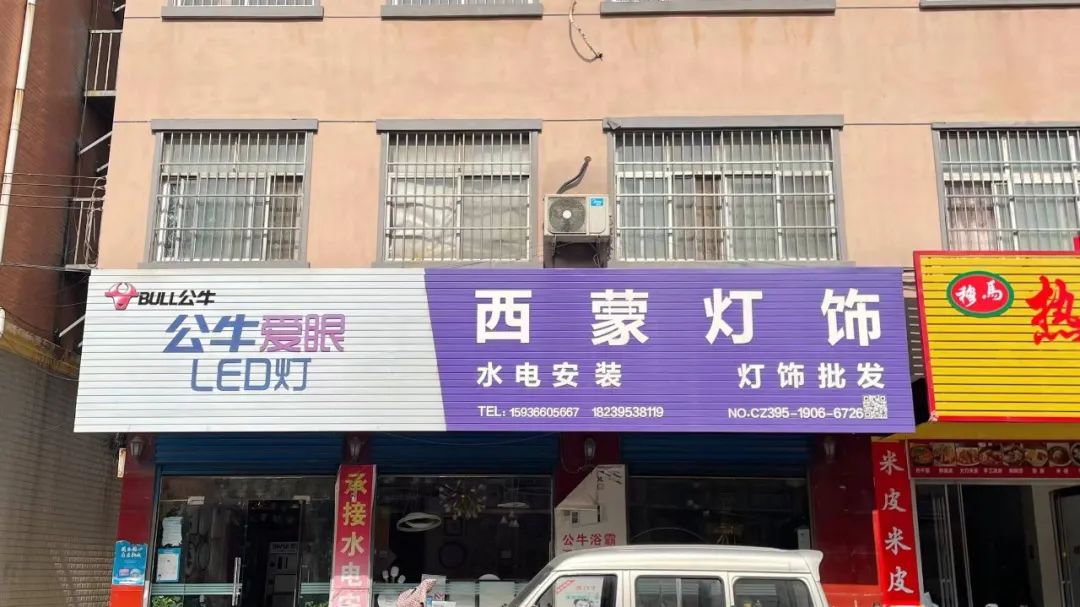 BULL公牛
公牛爱眼
LED灯
西蒙灯饰
水电安装 灯饰批发
TEL: 15936605667 18239538119 NO.CZ395-1906-6726
热
米皮米皮
承接水电安
公牛浴霸